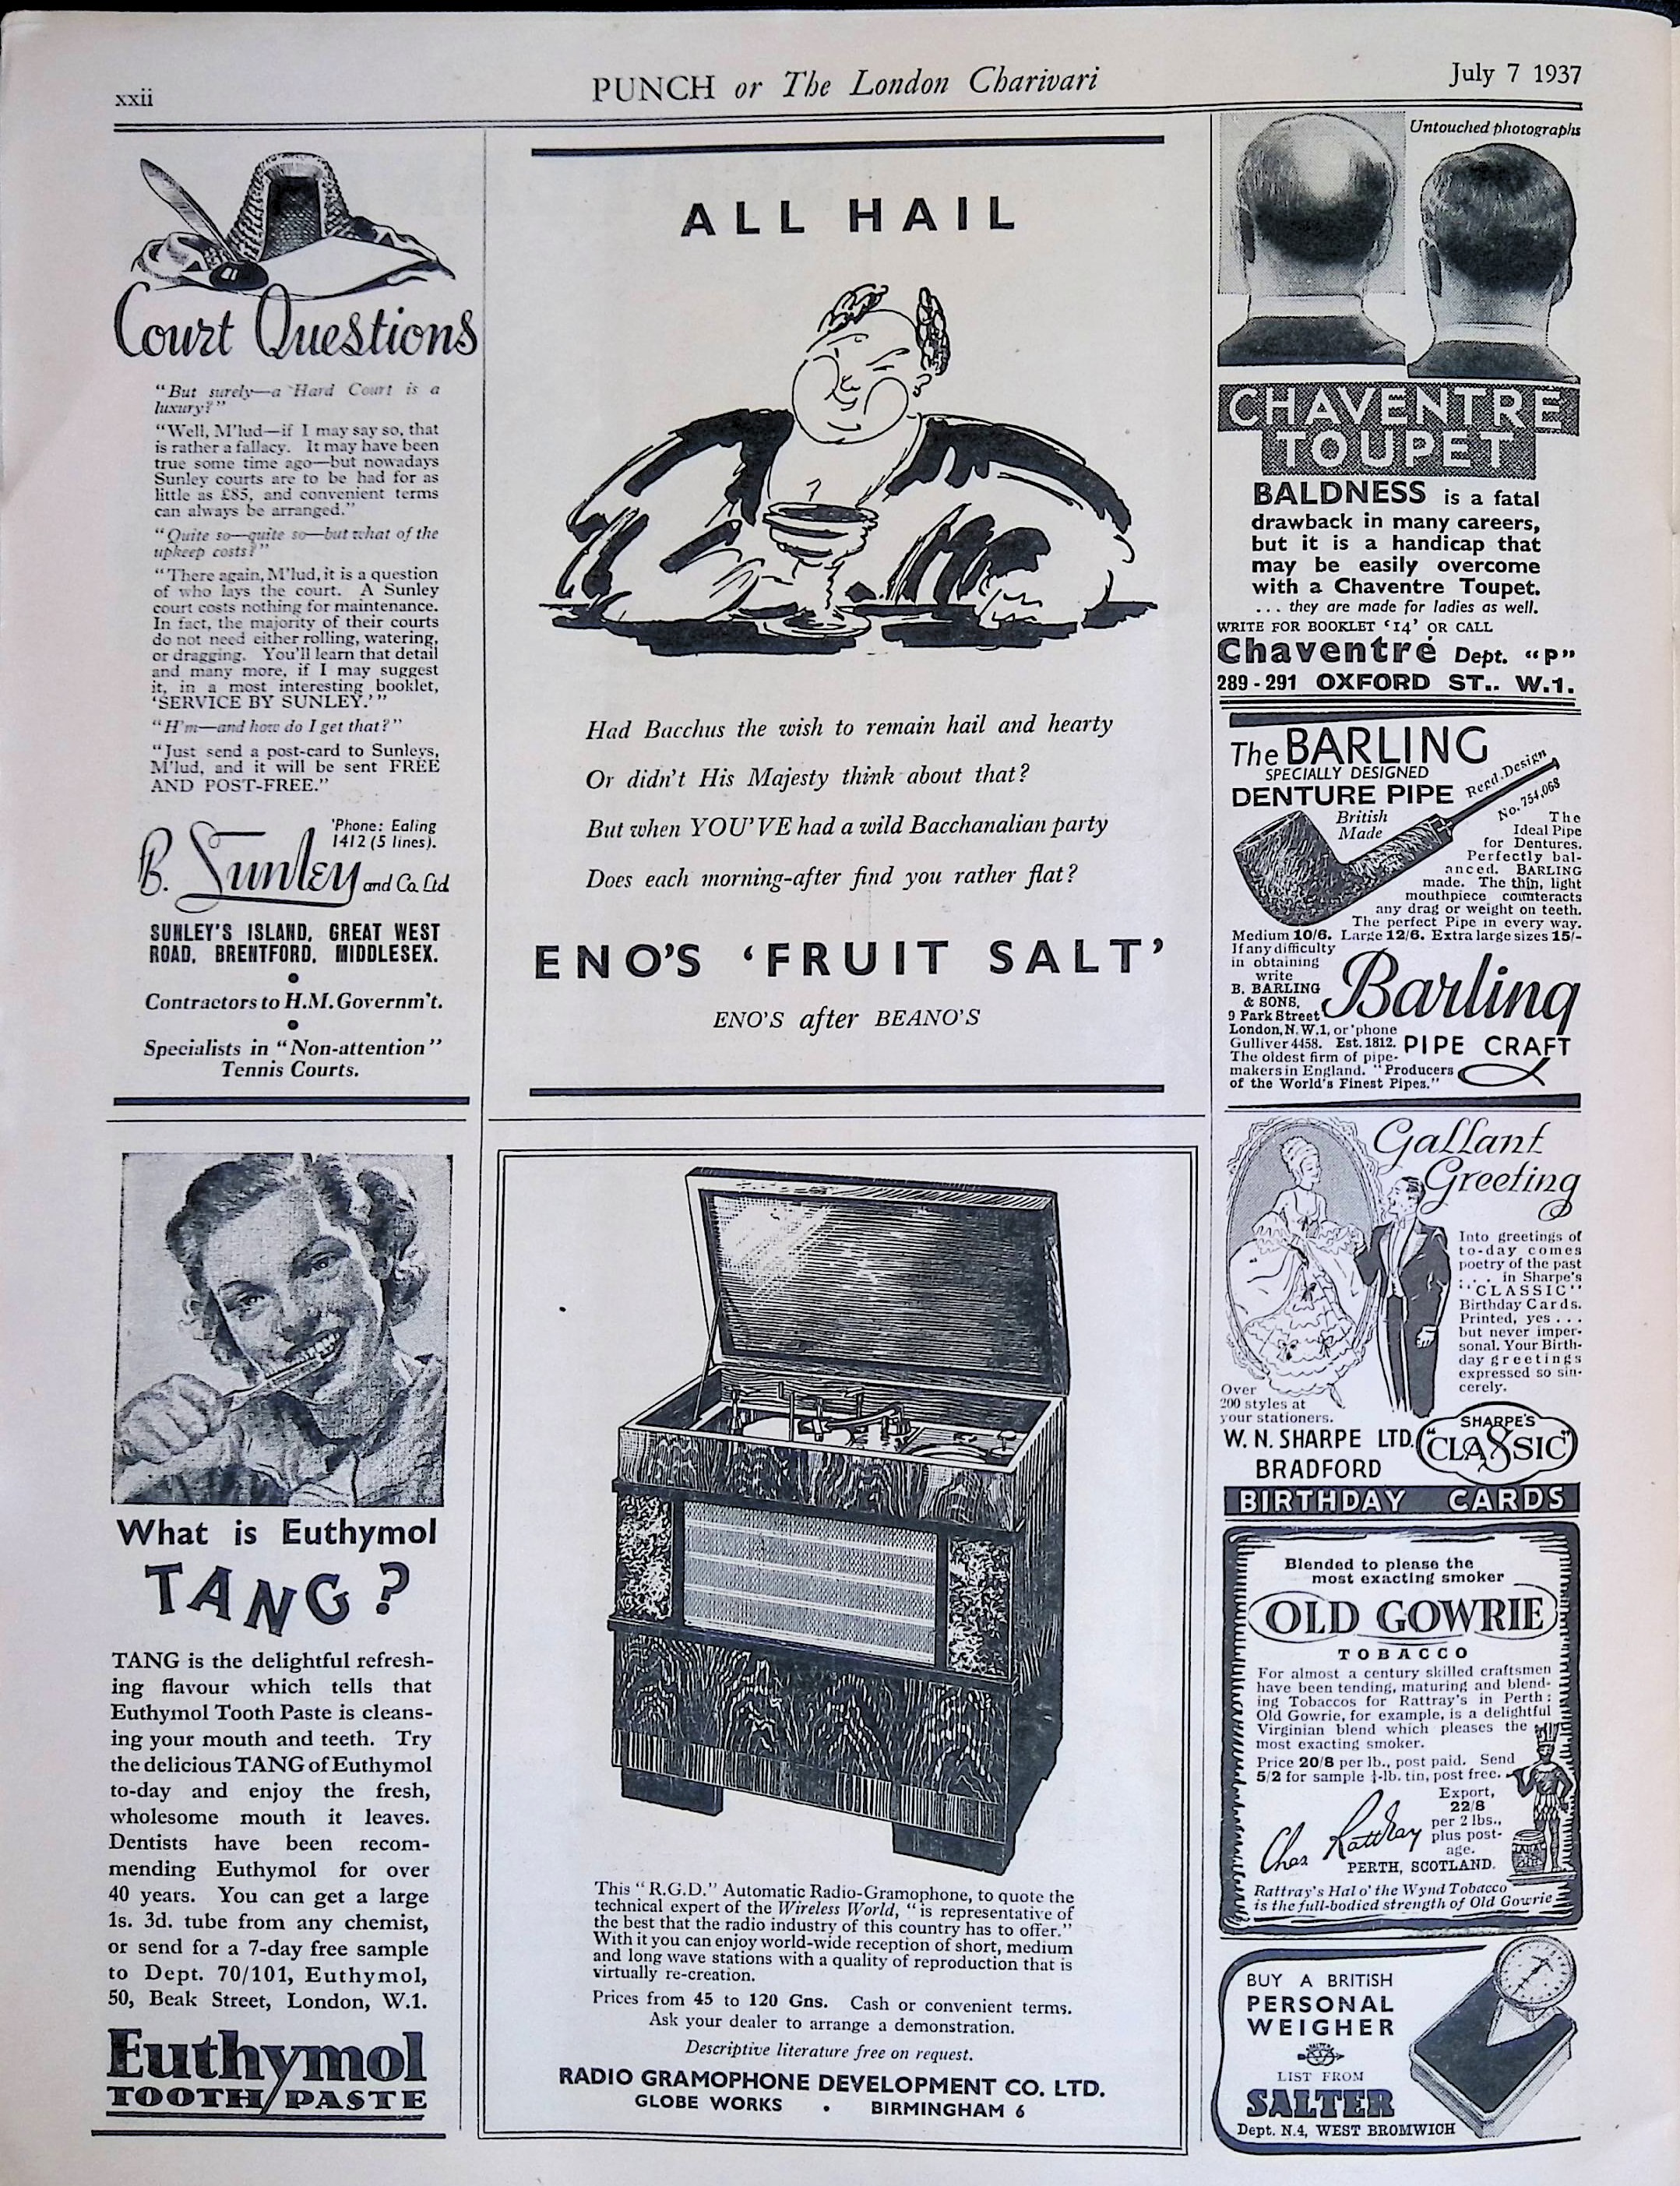 xxii
PUNCH or The London Charivari
July 7 1937
Court Questions
"But surely—a Hard Court is a
luxury?"
"Well, M'lud—if I may say so, that
is rather a fallacy. It may have been
true some time ago—but nowadays
Sunley courts are to be had for as
little as £85, and convenient terms
can always be arranged."
"Quite so—quite so—but what of the
upkeep costs?"
"There again, M'lud, it is a question
of who lays the court. A Sunley
court costs nothing for maintenance.
In fact, the majority of their courts
do not need either rolling, watering,
or dragging. You'll learn that detail
and many more, if I may suggest
it, in a most interesting booklet,
'SERVICE BY SUNLEY.'"
"H'm—and how do I get that?"
"Just send a post-card to Sunleys,
M'lud, and it will be sent FREE
AND POST-FREE."
'Phone: Ealing
1412 (5 lines).
B. Sunley and Co. Ltd
SUNLEY'S ISLAND, GREAT WEST
ROAD, BRENTFORD, MIDDLESEX.
Contractors to H.M. Governm't.
Specialists in "Non-attention"
Tennis Courts.
What is Euthymol
TANG?
TANG is the delightful refresh-
ing flavour which tells that
Euthymol Tooth Paste is cleans-
ing your mouth and teeth. Try
the delicious TANG of Euthymol
to-day and enjoy the fresh,
wholesome mouth it leaves.
Dentists have been recom-
mending Euthymol for over
40 years. You can get a large
1s. 3d. tube from any chemist,
or send for a 7-day free sample
to Dept. 70/101, Euthymol,
50, Beak Street, London, W.1.
Euthymol
TOOTH PASTE
ALL HAIL
Had Bacchus the wish to remain hail and hearty
Or didn't His Majesty think about that?
But when YOU'VE had a wild Bacchanalian party
Does each morning-after find you rather flat?
ENO'S 'FRUIT SALT'
ENO'S after BEANO'S
This "R.G.D." Automatic Radio-Gramophone, to quote the
technical expert of the Wireless World, "is representative of
the best that the radio industry of this country has to offer."
With it you can enjoy world-wide reception of short, medium
and long wave stations with a quality of reproduction that is
virtually re-creation.
Prices from 45 to 120 Gns. Cash or convenient terms.
Ask your dealer to arrange a demonstration.
Descriptive literature free on request.
RADIO GRAMOPHONE DEVELOPMENT CO. LTD.
GLOBE WORKS • BIRMINGHAM 6
Untouched photographs
CHAVENTRE
TOUPET
BALDNESS is a fatal
drawback in many careers,
but it is a handicap that
may be easily overcome
with a Chaventre Toupet.
... they are made for ladies as well.
WRITE FOR BOOKLET '14' OR CALL
Chaventré Dept. "P"
289-291 OXFORD ST.. W.1.
The BARLING
SPECIALLY DESIGNED
DENTURE PIPE
Regd. Design
No. 754,068
British
Made
The
Ideal Pipe
for Dentures.
Perfectly bal-
anced. BARLING
made. The thin, light
mouthpiece counteracts
any drag or weight on teeth.
The perfect Pipe in every way.
Medium 10/6. Large 12/6. Extra large sizes 15/-
If any difficulty
in obtaining
write
B. BARLING
& SONS,
9 Park Street
London, N.W.1, or 'phone
Gulliver 4458. Est. 1812.
The oldest firm of pipe-
makers in England. "Producers
of the World's Finest Pipes."
Barling
PIPE CRAFT
Gallant
Greeting
Into greetings of
to-day comes
poetry of the past
. . . in Sharpe's
"CLASSIC"
Birthday Cards.
Printed, yes . . .
but never imper-
sonal. Your Birth-
day greetings
expressed so sin-
cerely.
Over
200 styles at
your stationers.
W. N. SHARPE LTD.
BRADFORD
SHARPE'S
"CLASSIC"
BIRTHDAY CARDS
Blended to please the
most exacting smoker
OLD GOWRIE
TOBACCO
For almost a century skilled craftsmen
have been tending, maturing and blend-
ing Tobaccos for Rattray's in Perth:
Old Gowrie, for example, is a delightful
Virginian blend which pleases the
most exacting smoker.
Price 20/8 per lb., post paid. Send
5/2 for sample ¼-lb. tin, post free.
Export,
22/8
per 2 lbs.,
plus post-
age.
Chas Rattray
PERTH, SCOTLAND.
Rattray's Hal o' the Wynd Tobacco
is the full-bodied strength of Old Gowrie
BUY A BRITISH
PERSONAL
WEIGHER
LIST FROM
SALTER
Dept. N.4, WEST BROMWICH